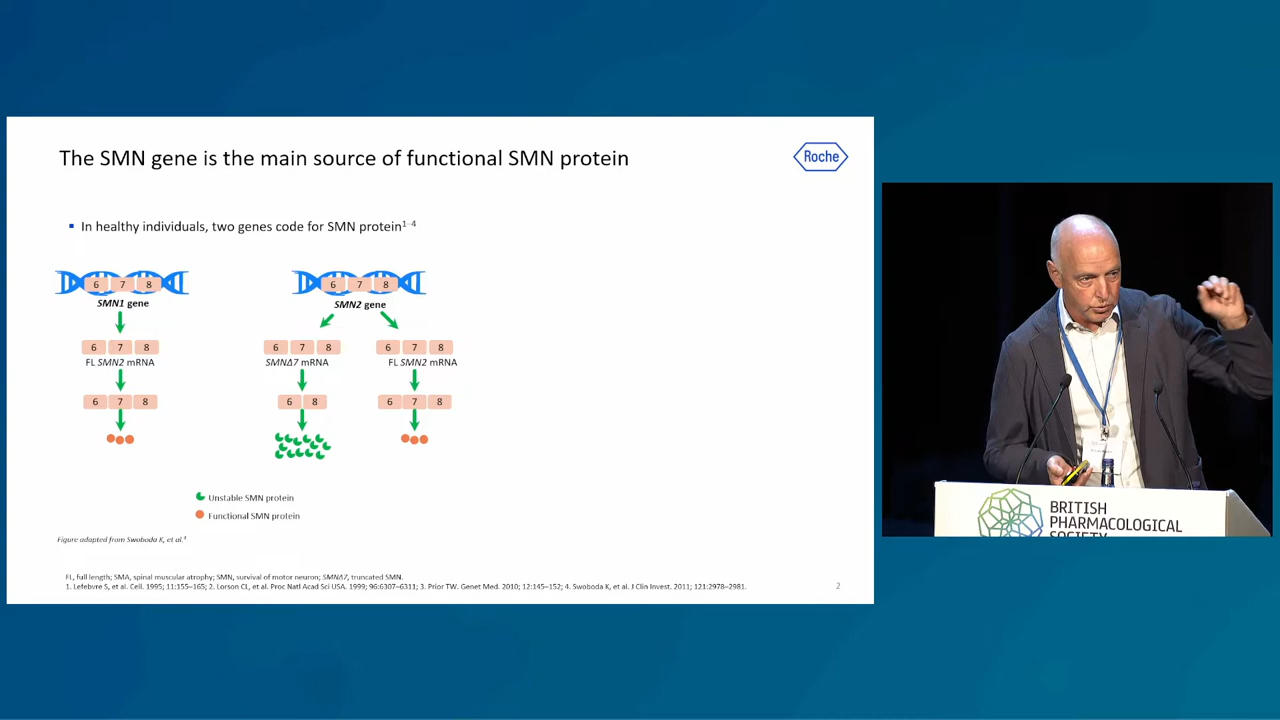 The SMN gene is the main source of functional SMN protein
Roche
▪ In healthy individuals, two genes code for SMN protein1–4
6 7 8
6 7 8
SMN1 gene
SMN2 gene
6 7 8
6 7 8
6 7 8
FL SMN2 mRNA
SMNΔ7 mRNA
FL SMN2 mRNA
6 7 8
6 8
6 7 8
Unstable SMN protein
Functional SMN protein
Figure adapted from Swoboda K, et al.4
FL, full length; SMA, spinal muscular atrophy; SMN, survival of motor neuron; SMNΔ7, truncated SMN.
1. Lefebvre S, et al. Cell. 1995; 11:155–165; 2. Lorson CL, et al. Proc Natl Acad Sci USA. 1999; 96:6307–6311; 3. Prior TW. Genet Med. 2010; 12:145–152; 4. Swoboda K, et al. J Clin Invest. 2011; 121:2978–2981.
2
BRITISH
PHARMACOLOGICAL
SOCIETY